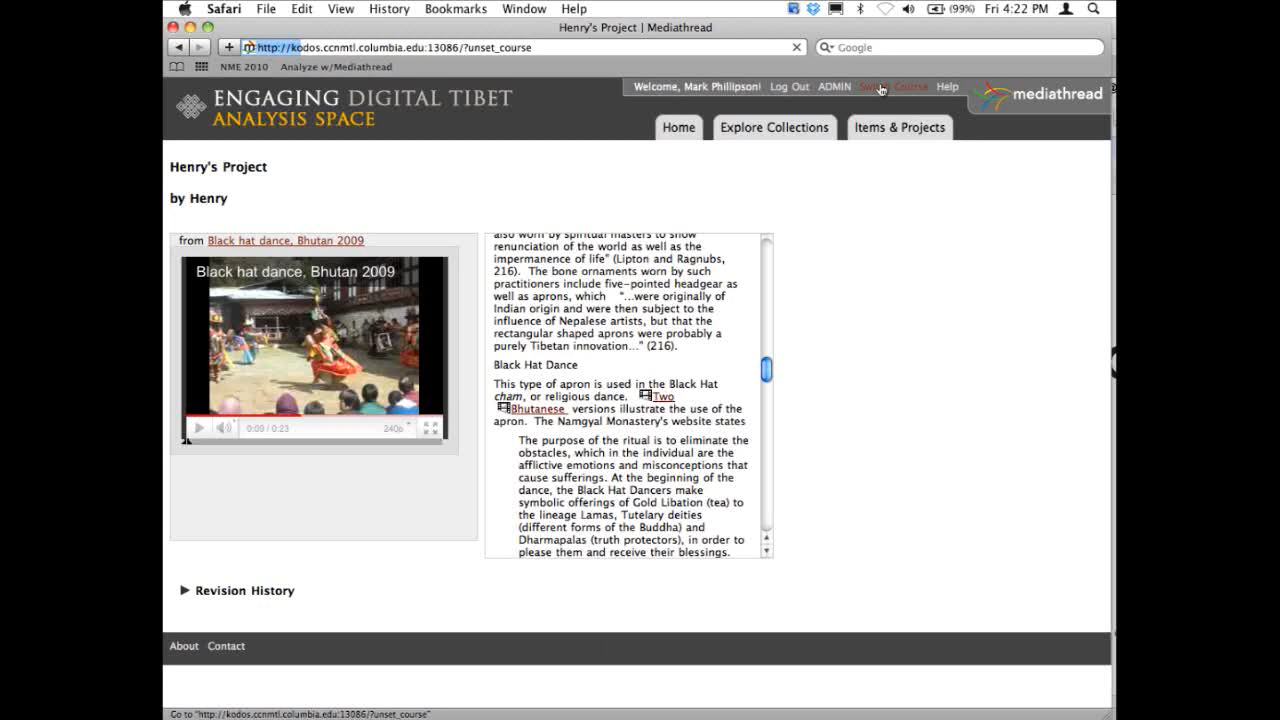 Safari File Edit View History Bookmarks Window Help (99%) Fri 4:22 PM
Henry's Project | Mediathread
http://kodos.ccnmtl.columbia.edu:13086/?unset_course
Google
NME 2010 Analyze w/Mediathread
Welcome, Mark Phillipson! Log Out ADMIN Switch Course Help
mediathread
ENGAGING DIGITAL TIBET
ANALYSIS SPACE
Home Explore Collections Items & Projects
Henry's Project
by Henry
from Black hat dance, Bhutan 2009
Black hat dance, Bhutan 2009
0:09 / 0:23 240p
also worn by spiritual masters to show
renunciation of the world as well as the
impermanence of life" (Lipton and Ragnubs,
216). The bone ornaments worn by such
practitioners include five-pointed headgear as
well as aprons, which "...were originally of
Indian origin and were then subject to the
influence of Nepalese artists, but that the
rectangular shaped aprons were probably a
purely Tibetan innovation..." (216).
Black Hat Dance
This type of apron is used in the Black Hat
cham, or religious dance. Two
Bhutanese versions illustrate the use of the
apron. The Namgyal Monastery's website states
The purpose of the ritual is to eliminate the
obstacles, which in the individual are the
afflictive emotions and misconceptions that
cause sufferings. At the beginning of the
dance, the Black Hat Dancers make
symbolic offerings of Gold Libation (tea) to
the lineage Lamas, Tutelary deities
(different forms of the Buddha) and
Dharmapalas (truth protectors), in order to
please them and receive their blessings.
Revision History
About Contact
Go to "http://kodos.ccnmtl.columbia.edu:13086/?unset_course"